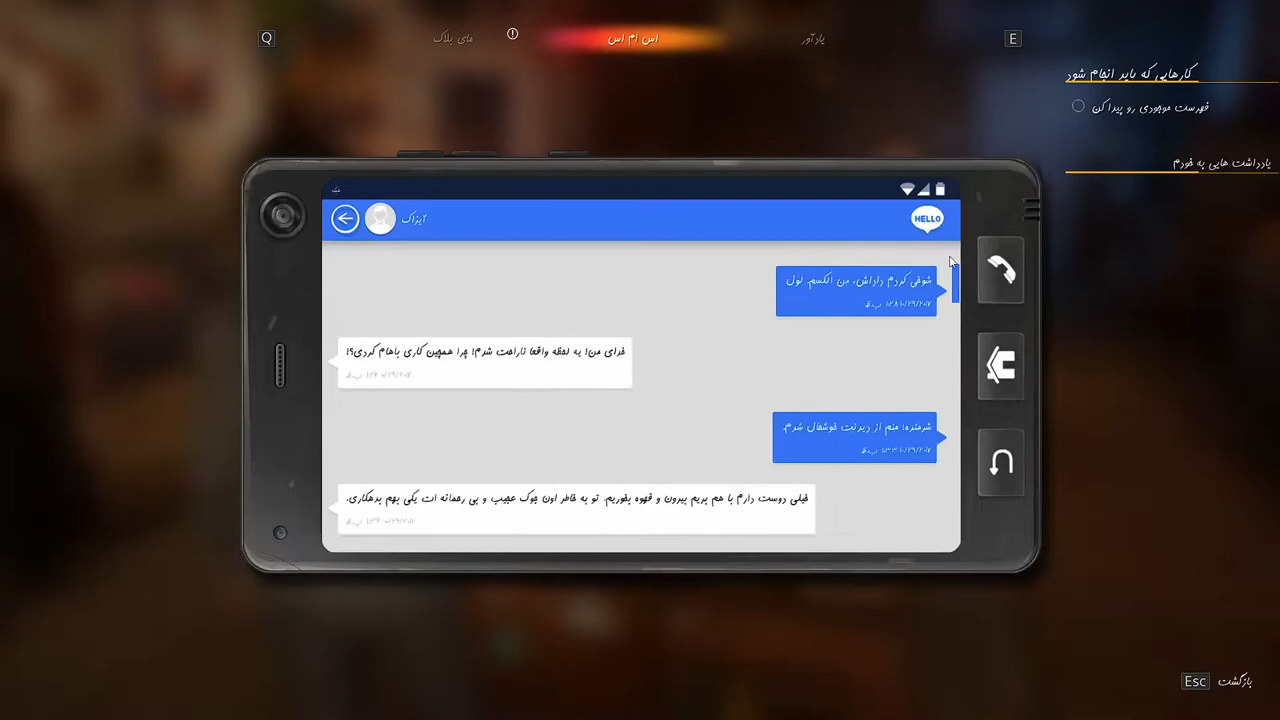 Q
مای بلاک
اس ام اس
یادآور
E
کارهایی که باید انجام شود
فهرست موجودی رو پیدا کن
یادداشت هایی به خودم
آیزاک
HELLO
شوخی کردم داداش، من الکسم. لول
خدای من! یه لحظه واقعا ناراحت شدم! چرا همچین کاری باهام کردی؟!
شرمنده! منم از دیدنت خوشحال شدم.
خیلی دوست دارم با هم بریم بیرون و قهوه بخوریم. تو به خاطر اون جوک عجیب و بی رحمانه ات یکی بهم بدهکاری.
Esc بازگشت